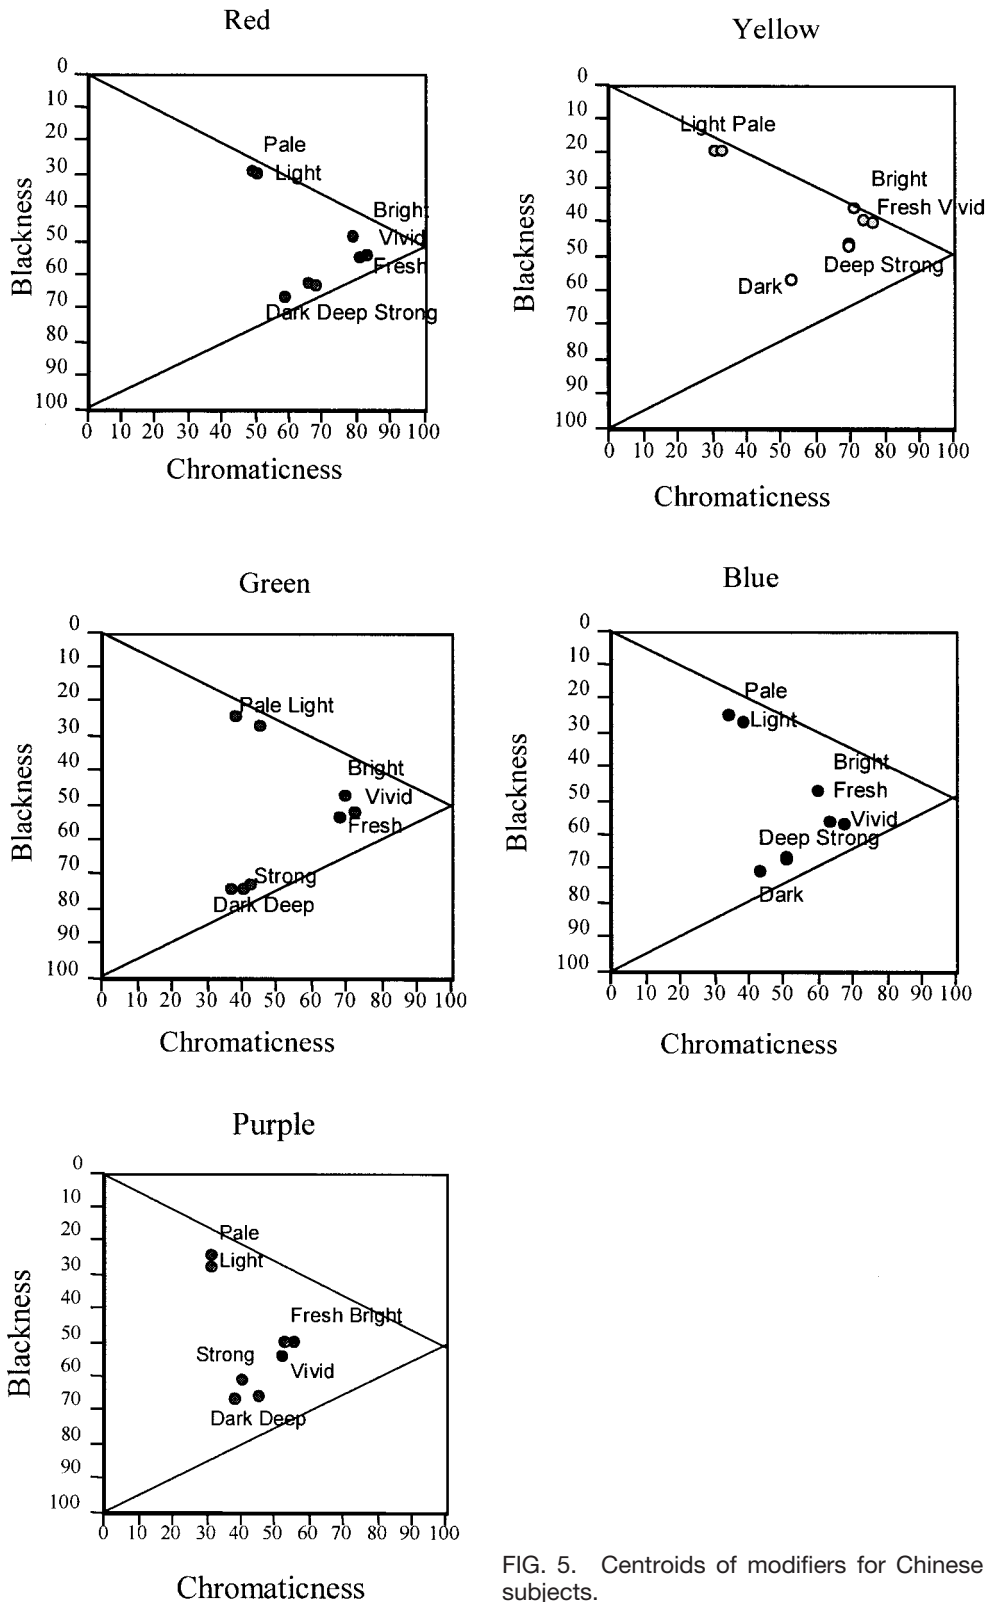 Red
0
10
20
30
40
50
60
70
80
90
100
Blackness
Pale
Light
Bright
Vivid
Fresh
Dark Deep Strong
0 10 20 30 40 50 60 70 80 90 100
Chromaticness
Yellow
0
10
20
30
40
50
60
70
80
90
100
Blackness
Light Pale
Bright
Fresh Vivid
Deep Strong
Dark
0 10 20 30 40 50 60 70 80 90 100
Chromaticness
Green
0
10
20
30
40
50
60
70
80
90
100
Blackness
Pale Light
Bright
Vivid
Fresh
Strong
Dark Deep
0 10 20 30 40 50 60 70 80 90 100
Chromaticness
Blue
0
10
20
30
40
50
60
70
80
90
100
Blackness
Pale
Light
Bright
Fresh
Vivid
Deep Strong
Dark
0 10 20 30 40 50 60 70 80 90 100
Chromaticness
Purple
0
10
20
30
40
50
60
70
80
90
100
Blackness
Pale
Light
Fresh Bright
Strong
Vivid
Dark Deep
0 10 20 30 40 50 60 70 80 90 100
Chromaticness
FIG. 5. Centroids of modifiers for Chinese
subjects.